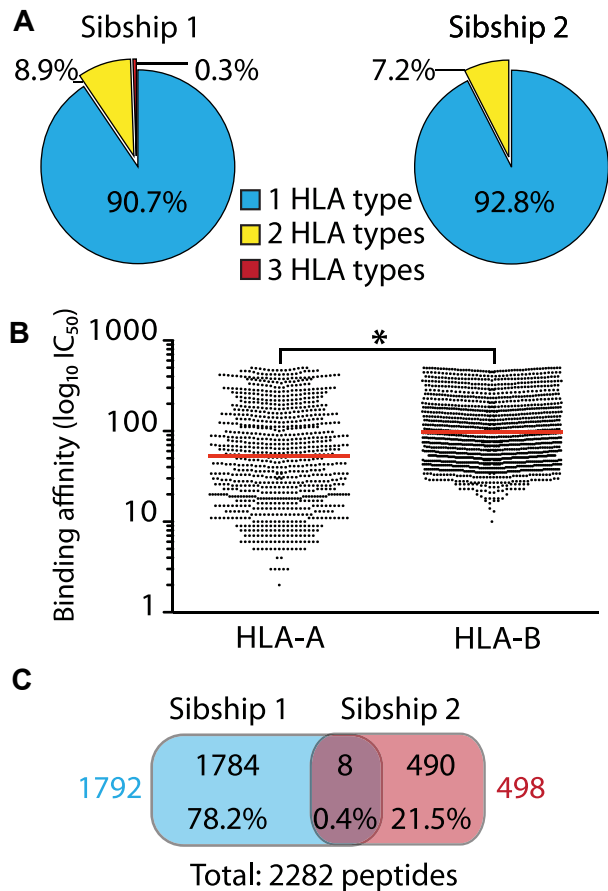 A
Sibship 1
Sibship 2
8.9%
0.3%
7.2%
90.7%
92.8%
1 HLA type
2 HLA types
3 HLA types
B
Binding affinity (log₁₀ IC₅₀)
1000
100
10
1
*
HLA-A
HLA-B
C
Sibship 1
Sibship 2
1792
1784
8
490
498
78.2%
0.4%
21.5%
Total: 2282 peptides